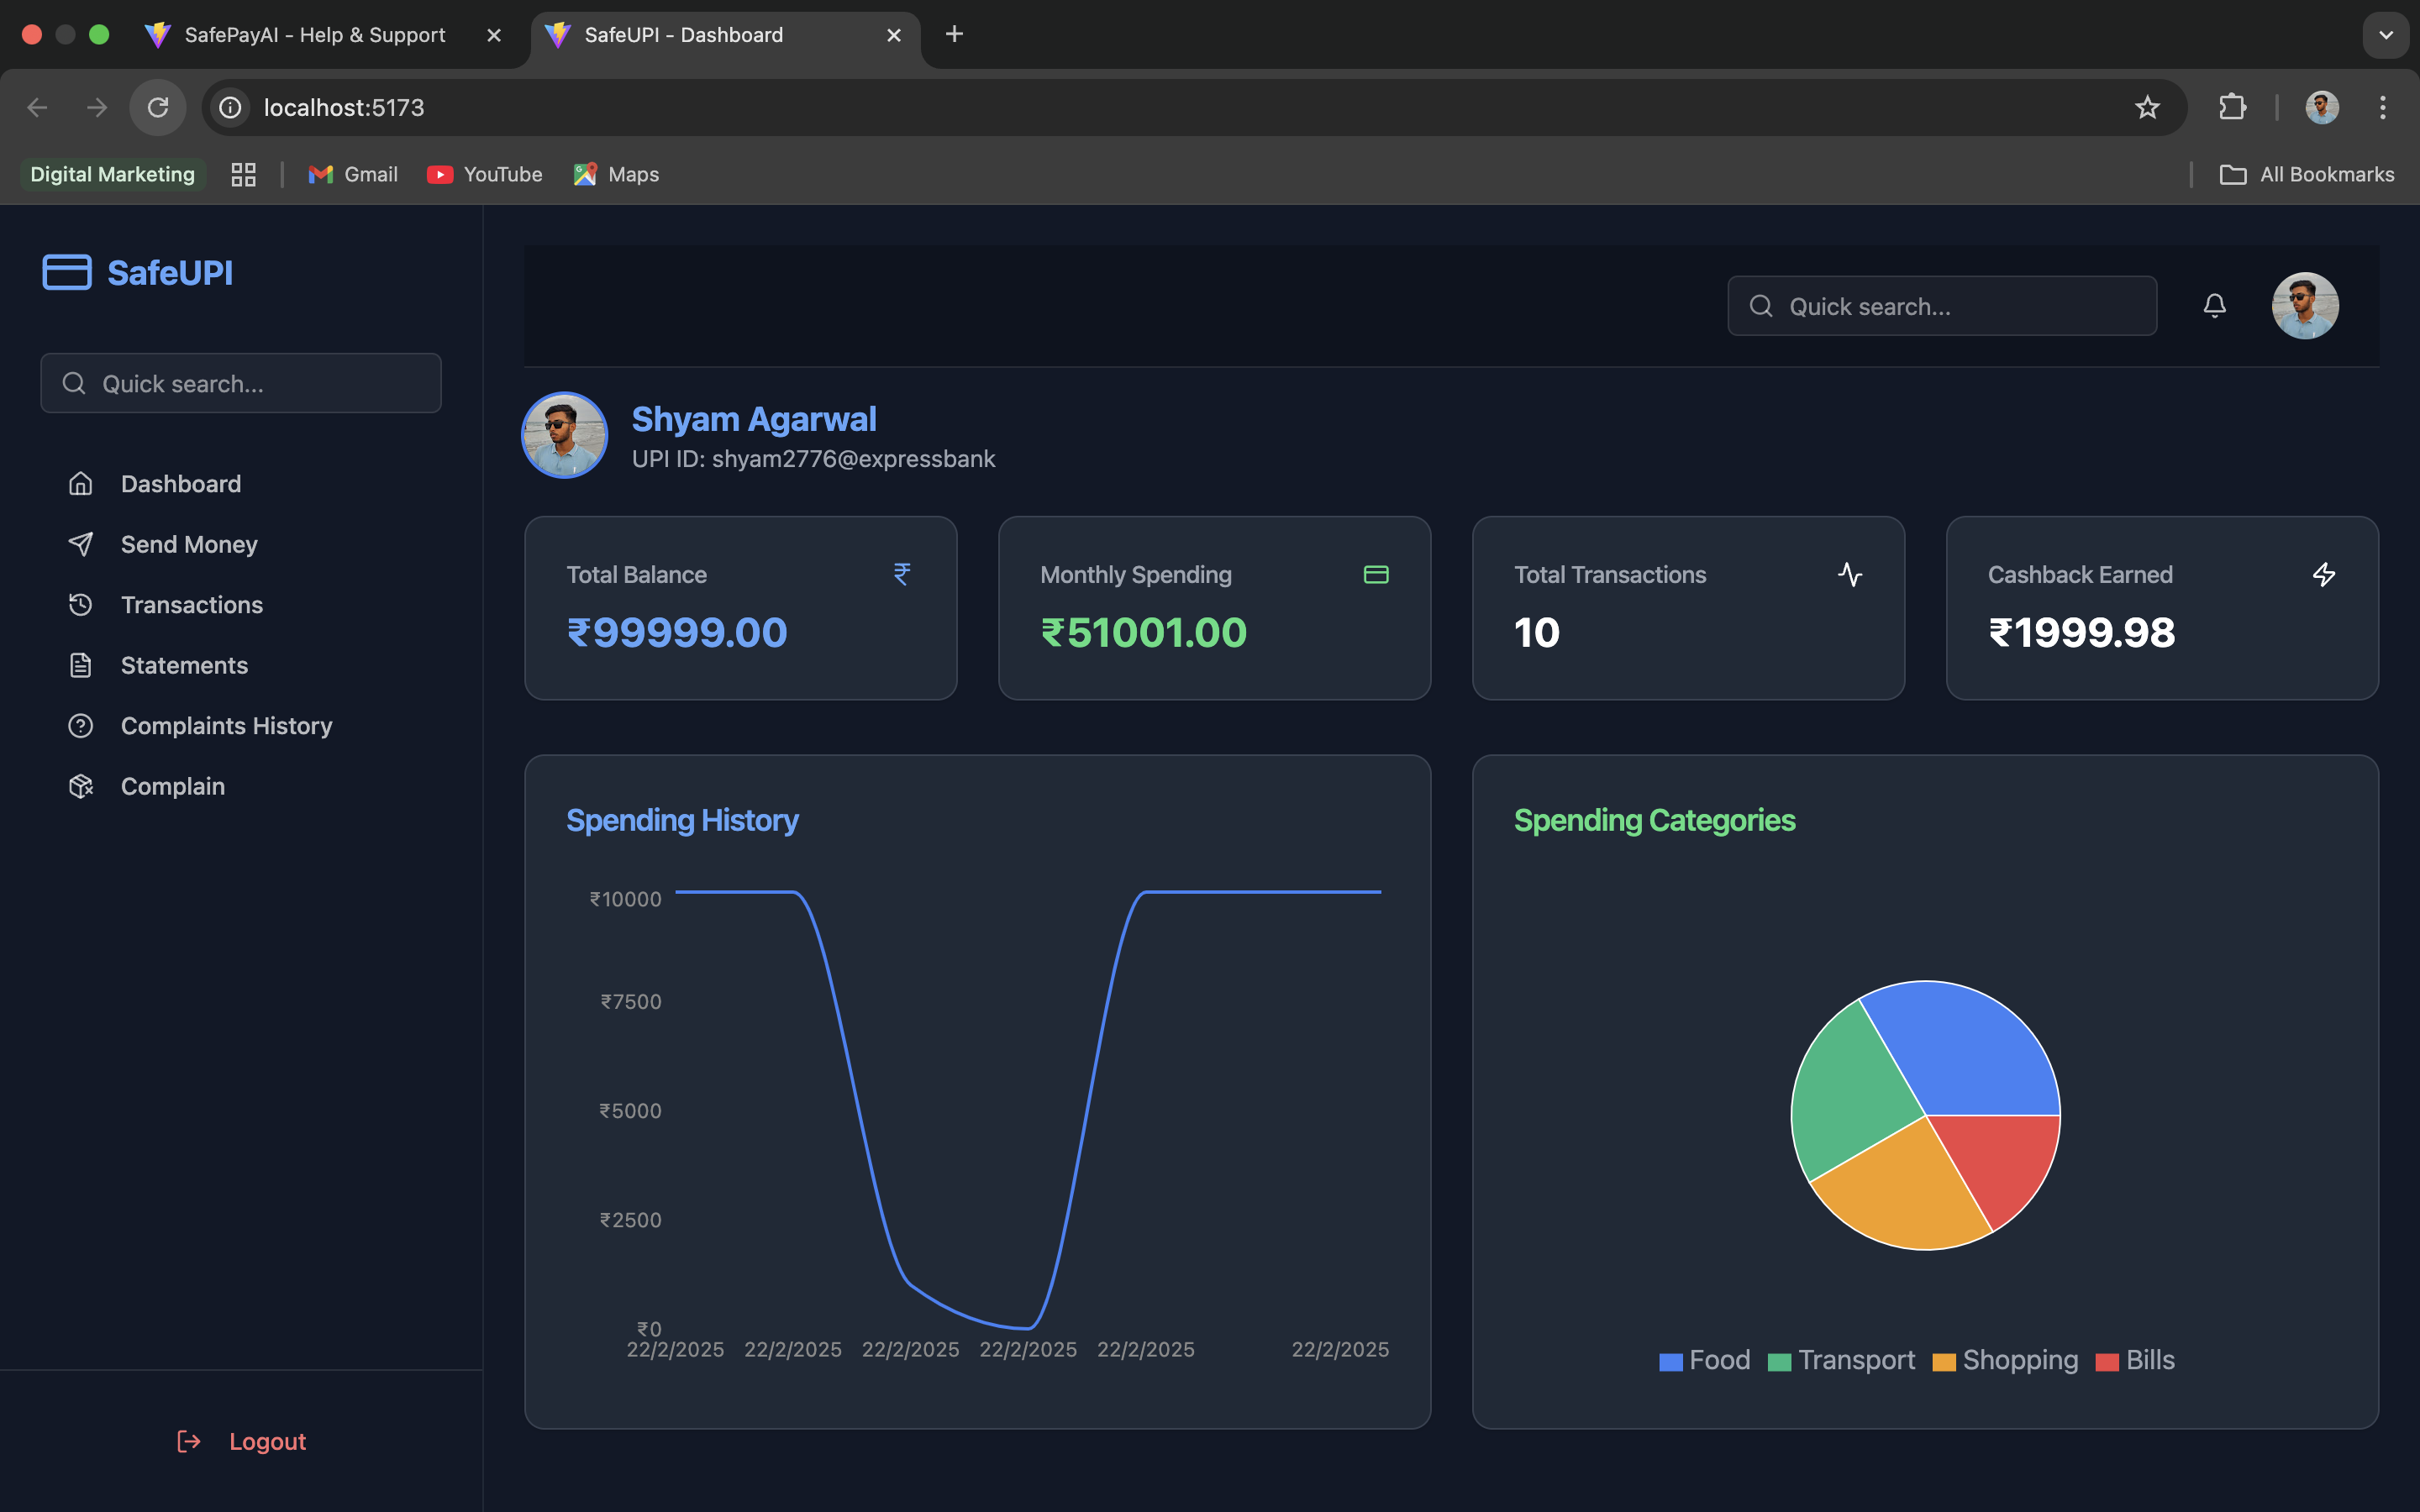 SafePayAI - Help & Support
SafeUPI - Dashboard
localhost:5173
Digital Marketing
Gmail
YouTube
Maps
All Bookmarks
SafeUPI
Quick search...
Dashboard
Send Money
Transactions
Statements
Complaints History
Complain
Logout
Quick search...
Shyam Agarwal
UPI ID: shyam2776@expressbank
Total Balance
₹
₹99999.00
Monthly Spending
₹51001.00
Total Transactions
10
Cashback Earned
₹1999.98
Spending History
₹10000
₹7500
₹5000
₹2500
₹0
22/2/2025 22/2/2025 22/2/2025 22/2/2025 22/2/2025 22/2/2025
Spending Categories
Food Transport Shopping Bills